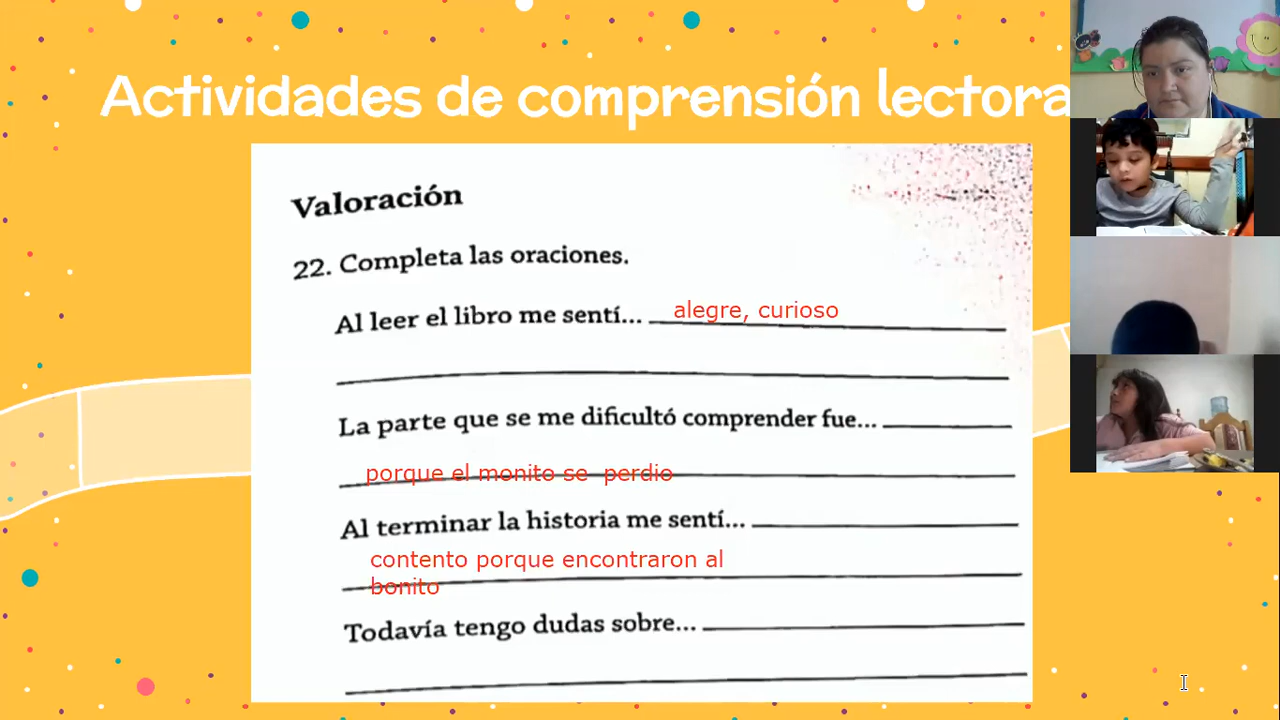 Actividades de comprensión lectora
Valoración
22. Completa las oraciones.
Al leer el libro me sentí... alegre, curioso
La parte que se me dificultó comprender fue...
porque el monito se perdio
Al terminar la historia me sentí...
contento porque encontraron al
bonito
Todavía tengo dudas sobre...